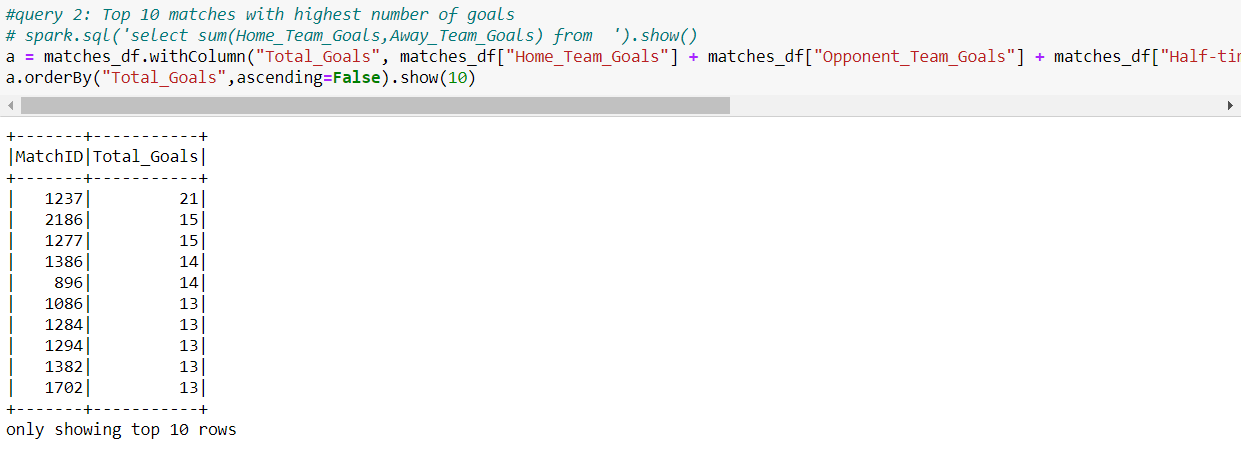 #query 2: Top 10 matches with highest number of goals
# spark.sql('select sum(Home_Team_Goals,Away_Team_Goals) from  ').show()
a = matches_df.withColumn("Total_Goals", matches_df["Home_Team_Goals"] + matches_df["Opponent_Team_Goals"] + matches_df["Half-tin
a.orderBy("Total_Goals",ascending=False).show(10)
+-------+-----------+
|MatchID|Total_Goals|
+-------+-----------+
|   1237|         21|
|   2186|         15|
|   1277|         15|
|   1386|         14|
|    896|         14|
|   1086|         13|
|   1284|         13|
|   1294|         13|
|   1382|         13|
|   1702|         13|
+-------+-----------+
only showing top 10 rows